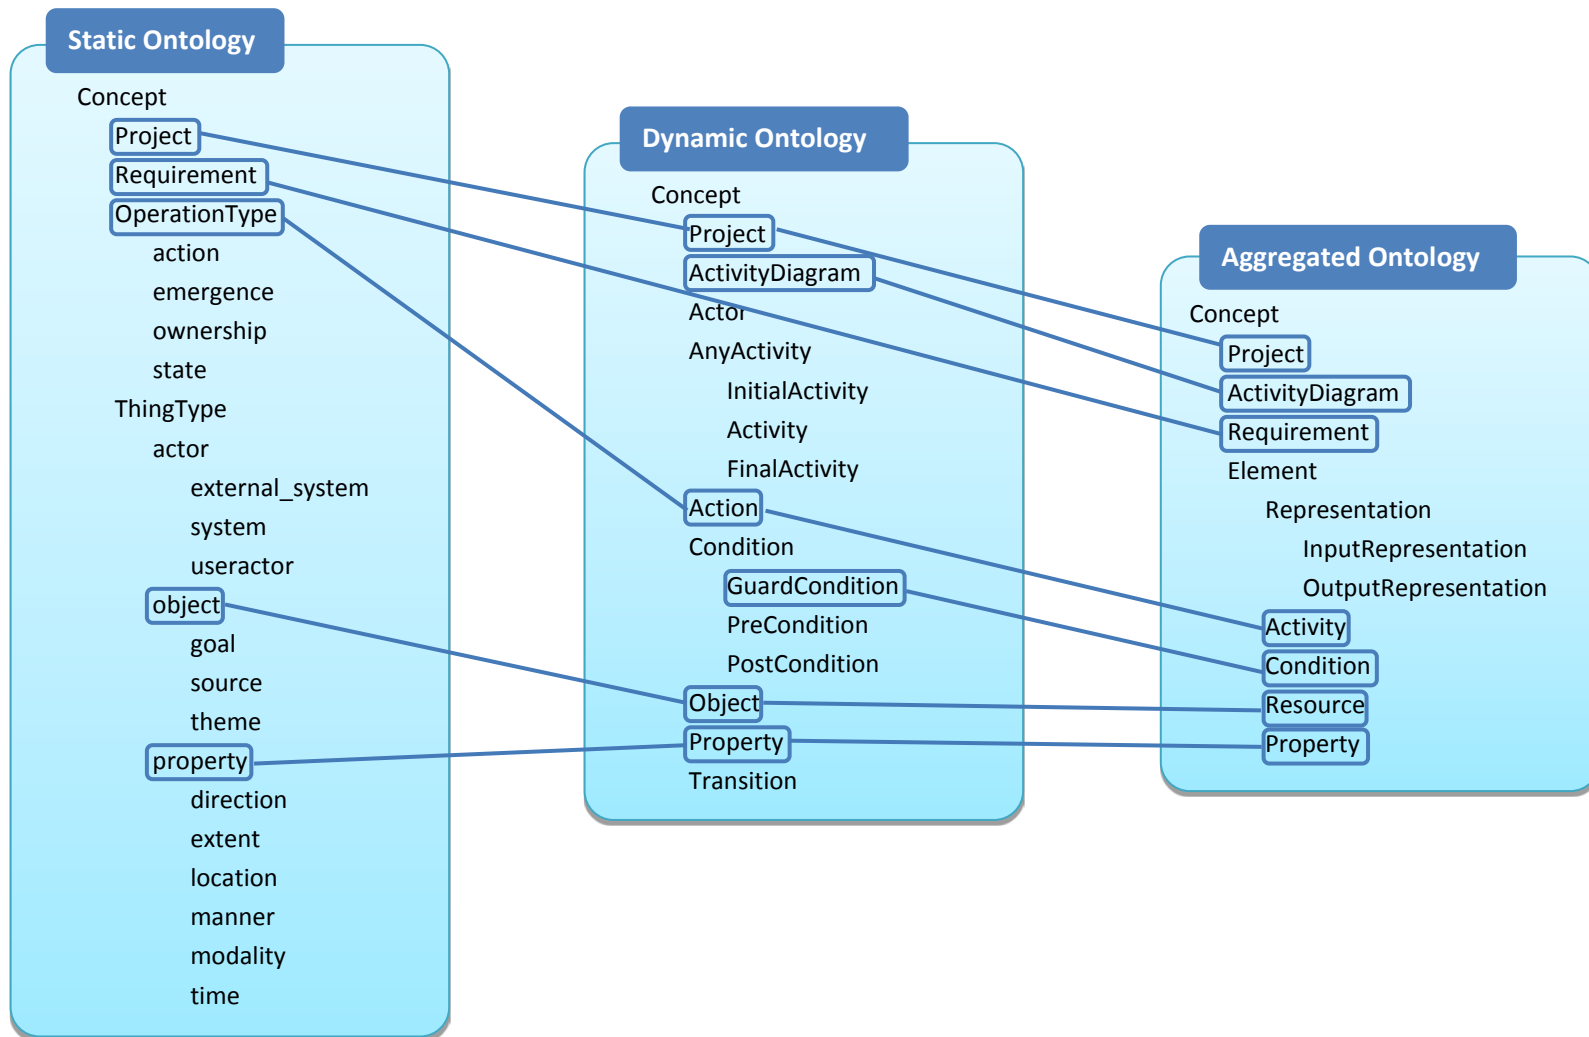 Static Ontology
Concept
Project
Requirement
OperationType
action
emergence
ownership
state
ThingType
actor
external_system
system
useractor
object
goal
source
theme
property
direction
extent
location
manner
modality
time
Dynamic Ontology
Concept
Project
ActivityDiagram
Actor
AnyActivity
InitialActivity
Activity
FinalActivity
Action
Condition
GuardCondition
PreCondition
PostCondition
Object
Property
Transition
Aggregated Ontology
Concept
Project
ActivityDiagram
Requirement
Element
Representation
InputRepresentation
OutputRepresentation
Activity
Condition
Resource
Property